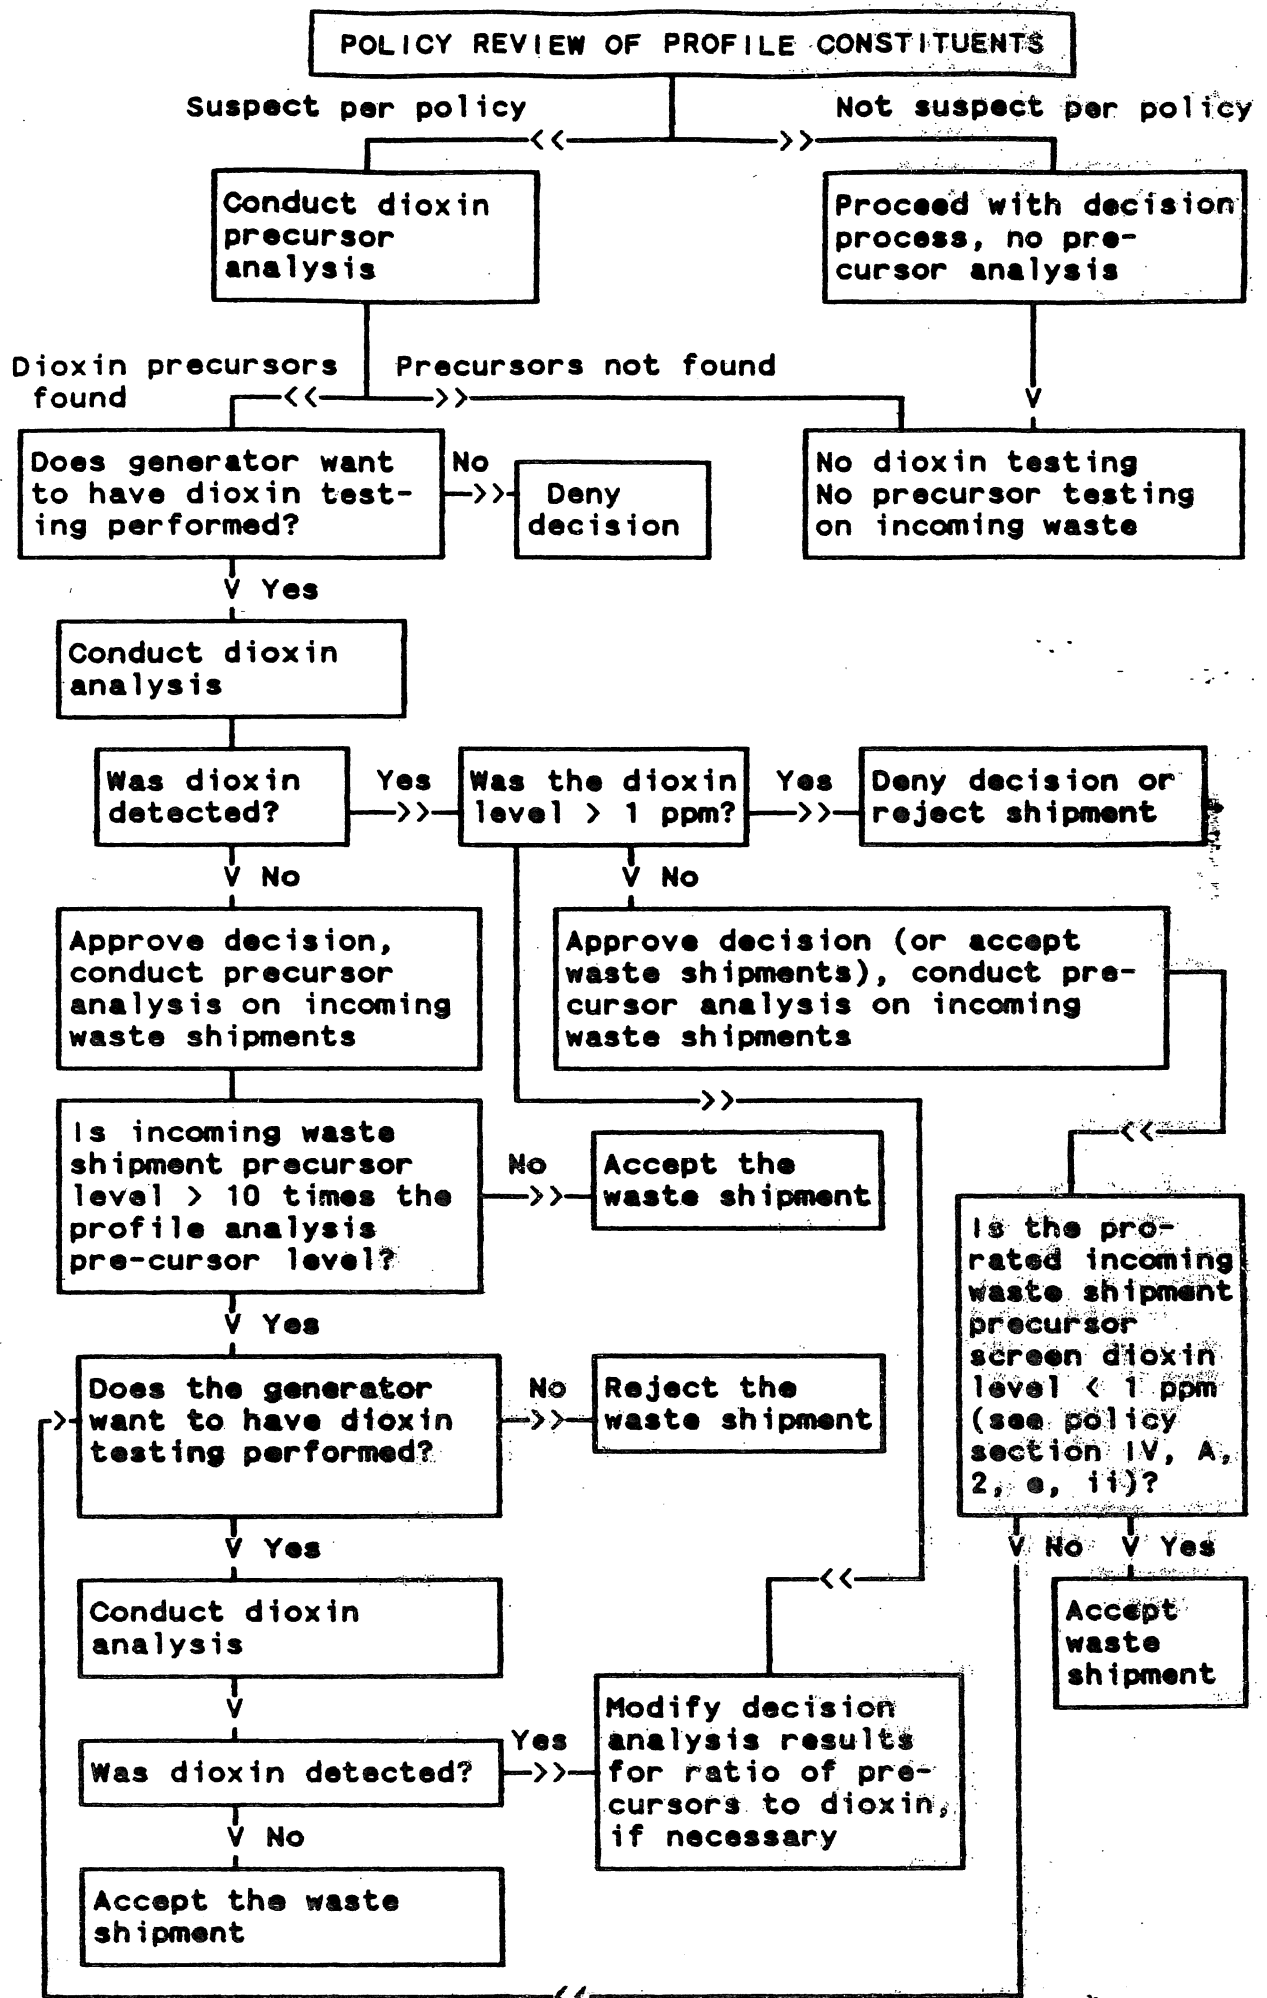 POLICY REVIEW OF PROFILE CONSTITUENTS
Suspect per policy
Not suspect per policy
<<
>>
Conduct dioxin
precursor
analysis
Proceed with decision
process, no pre-
cursor analysis
Dioxin precursors
found
Precursors not found
<<
>>
V
Does generator want
to have dioxin test-
ing performed?
No
>>
Deny
decision
No dioxin testing
No precursor testing
on incoming waste
V Yes
Conduct dioxin
analysis
Was dioxin
detected?
Yes
>>
Was the dioxin
level > 1 ppm?
Yes
>>
Deny decision or
reject shipment
V No
V No
Approve decision,
conduct precursor
analysis on incoming
waste shipments
Approve decision (or accept
waste shipments), conduct pre-
cursor analysis on incoming
waste shipments
>>
<<
Is incoming waste
shipment precursor
level > 10 times the
profile analysis
pre-cursor level?
No
>>
Accept the
waste shipment
Is the pro-
rated incoming
waste shipment
precursor
screen dioxin
level < 1 ppm
(see policy
section IV, A,
2, e, ii)?
V Yes
>
Does the generator
want to have dioxin
testing performed?
No
>>
Reject the
waste shipment
V Yes
V No
V Yes
<<
Conduct dioxin
analysis
Accept
waste
shipment
V
Was dioxin detected?
Yes
>>
Modify decision
analysis results
for ratio of pre-
cursors to dioxin,
if necessary
V No
Accept the waste
shipment
<<